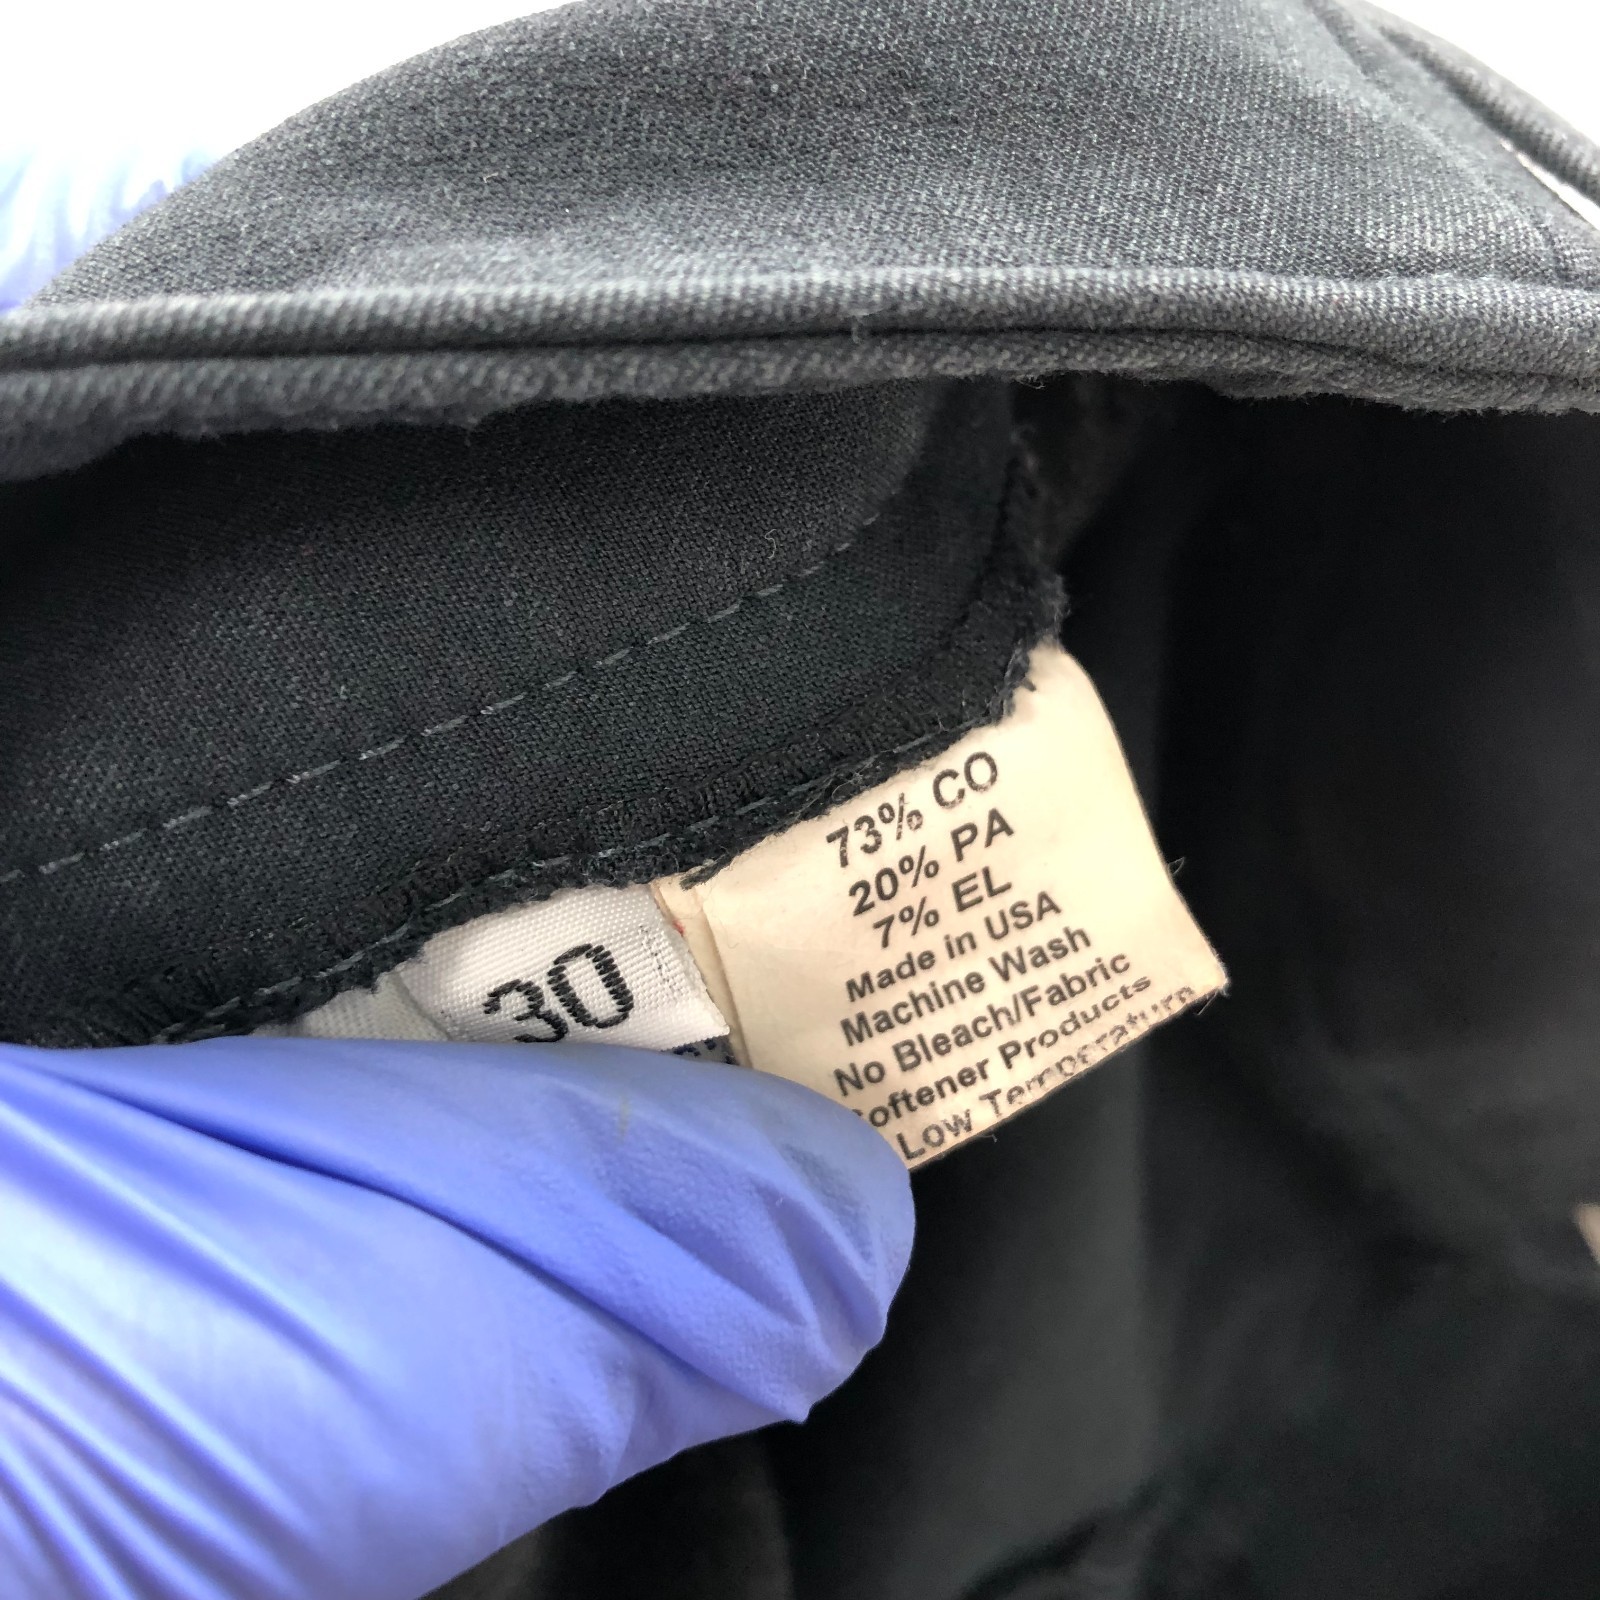 30
73% CO
20% PA
7% EL
Made in USA
Machine Wash
No Bleach/Fabric
Softener Products
Low Temperature